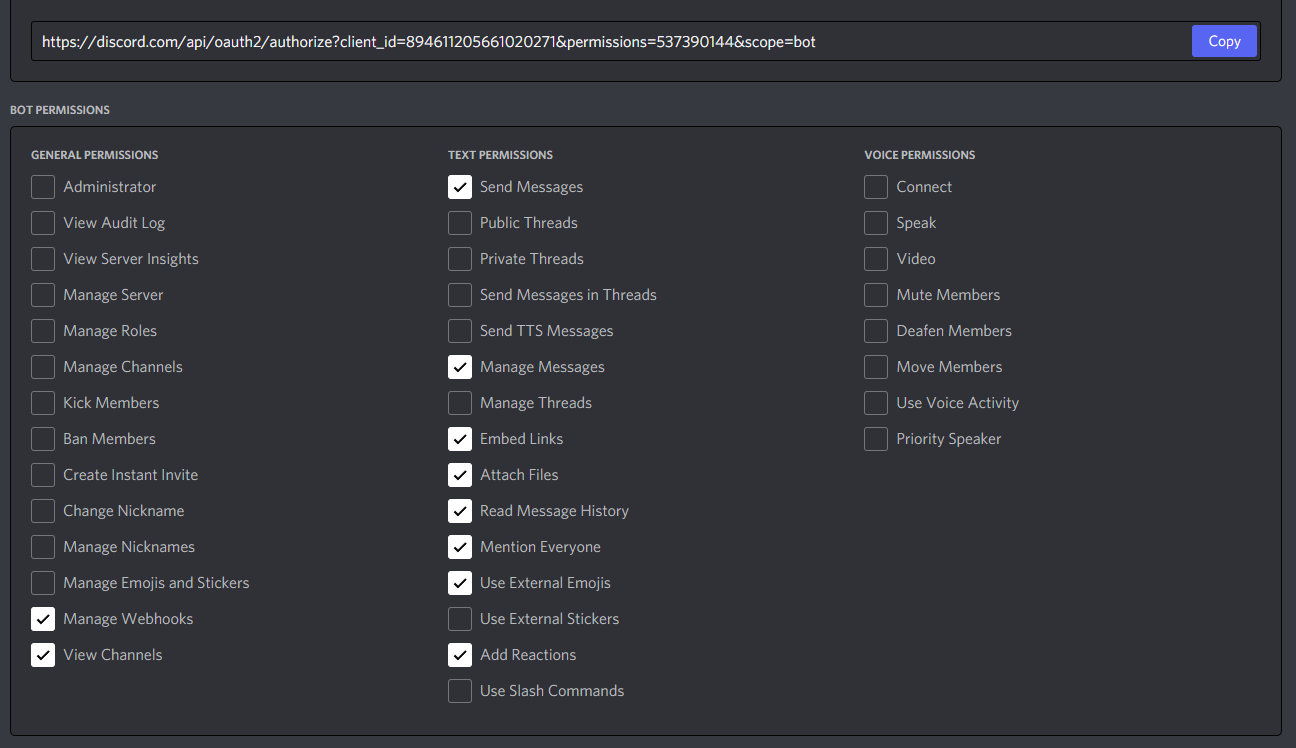 https://discord.com/api/oauth2/authorize?client_id=894611205661020271&permissions=537390144&scope=bot
Copy
BOT PERMISSIONS
GENERAL PERMISSIONS
Administrator
View Audit Log
View Server Insights
Manage Server
Manage Roles
Manage Channels
Kick Members
Ban Members
Create Instant Invite
Change Nickname
Manage Nicknames
Manage Emojis and Stickers
Manage Webhooks
View Channels
TEXT PERMISSIONS
Send Messages
Public Threads
Private Threads
Send Messages in Threads
Send TTS Messages
Manage Messages
Manage Threads
Embed Links
Attach Files
Read Message History
Mention Everyone
Use External Emojis
Use External Stickers
Add Reactions
Use Slash Commands
VOICE PERMISSIONS
Connect
Speak
Video
Mute Members
Deafen Members
Move Members
Use Voice Activity
Priority Speaker